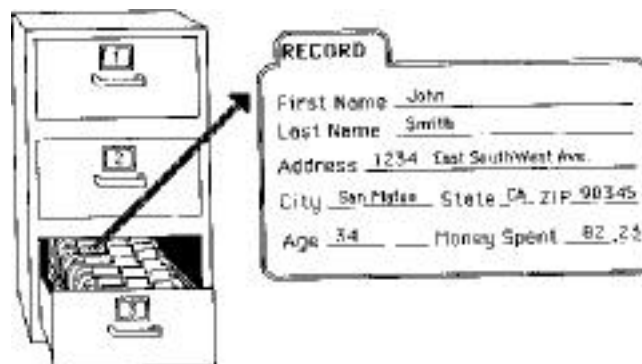 1
2
3
RECORD
First Name John
Last Name Smith
Address 1234 East SouthWest Ave.
City San Mateo State CA ZIP 90345
Age 34 Money Spent 82.23